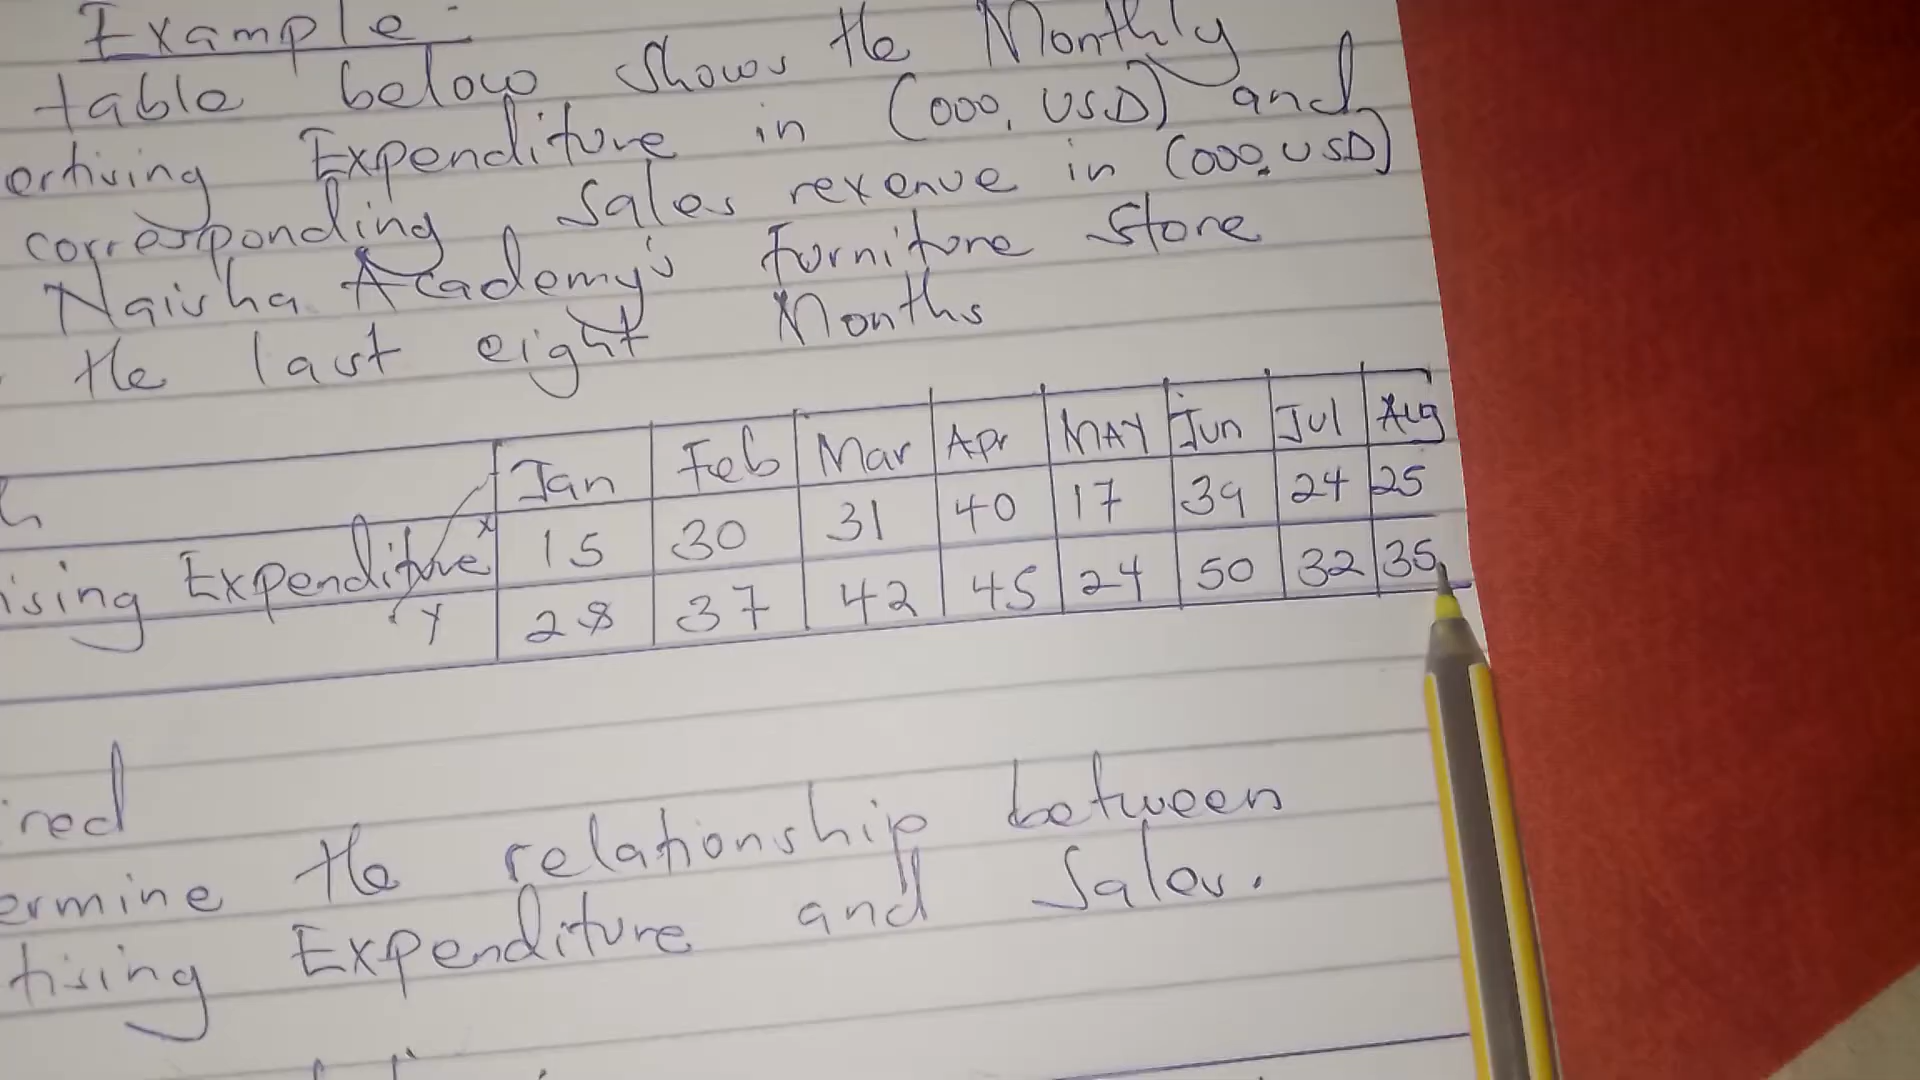 Example:
table below shows the Monthly
ertising Expenditure in (000, USD) and
corresponding Sales revenue in (000, USD)
Naisha Academy's Furniture Store
the last eight Months
Jan Feb Mar Apr MAY Jun Jul Aug
ising Expenditure x 15 30 31 40 17 39 24 25
Y 28 37 42 45 24 50 32 35
ired
ermine the relationship between
tising Expenditure and Sales.